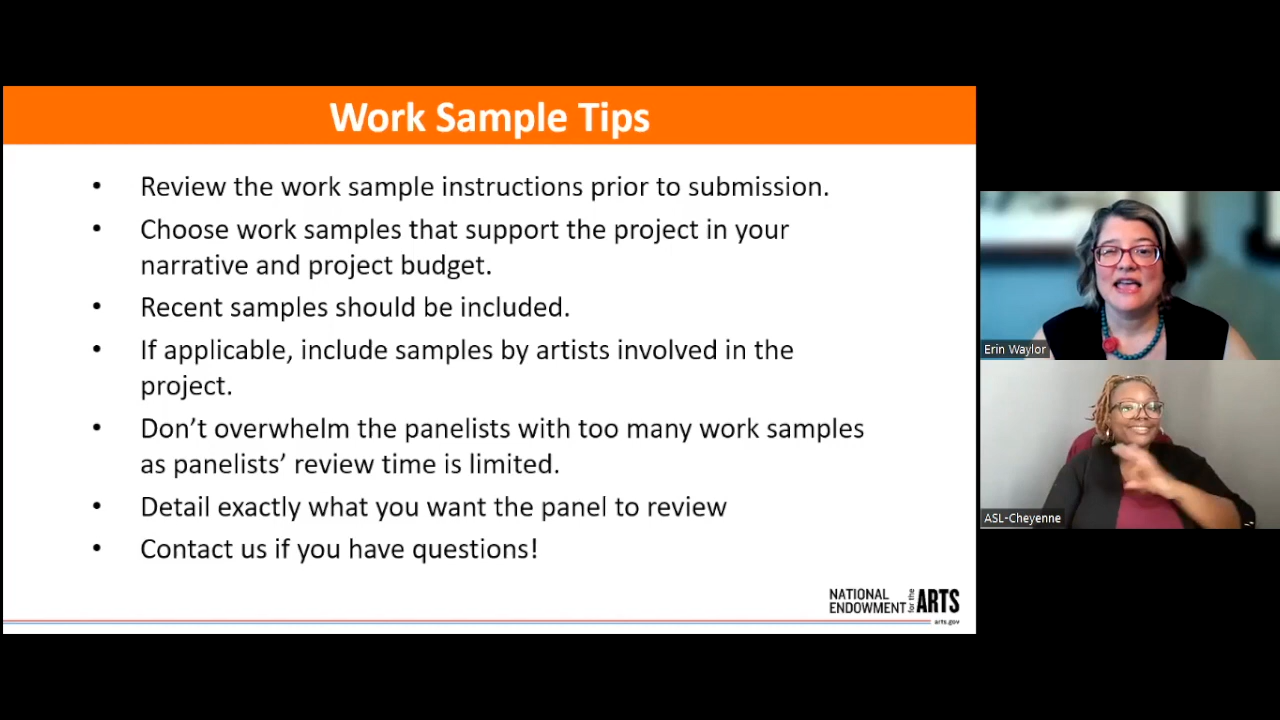 Work Sample Tips
• Review the work sample instructions prior to submission.
• Choose work samples that support the project in your
narrative and project budget.
• Recent samples should be included.
• If applicable, include samples by artists involved in the
project.
• Don’t overwhelm the panelists with too many work samples
as panelists’ review time is limited.
• Detail exactly what you want the panel to review
• Contact us if you have questions!
NATIONAL
ENDOWMENT for the ARTS
arts.gov
Erin Waylor
ASL-Cheyenne